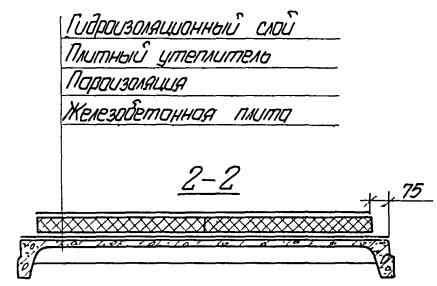 Гидроизоляционный слой
Плитный утеплитель
Пароизоляция
Железобетонная плита
2-2
75